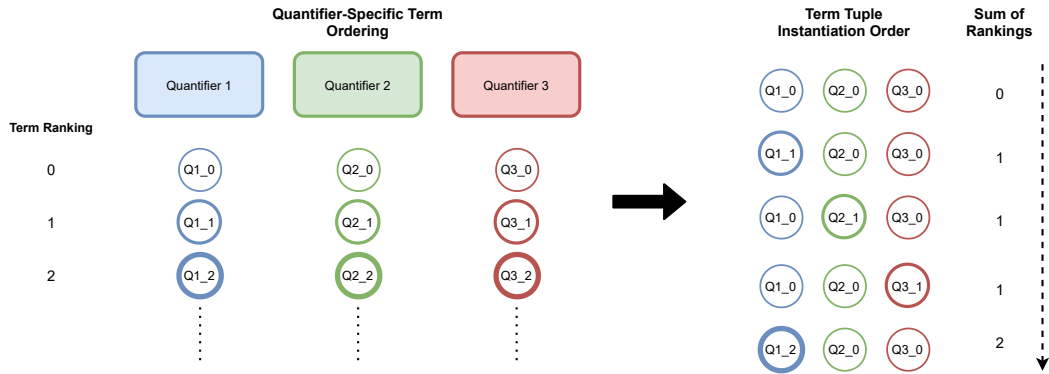 Quantifier-Specific Term
Ordering
Quantifier 1
Quantifier 2
Quantifier 3
Term Ranking
0
Q1_0
Q2_0
Q3_0
1
Q1_1
Q2_1
Q3_1
2
Q1_2
Q2_2
Q3_2
Term Tuple
Instantiation Order
Sum of
Rankings
Q1_0
Q2_0
Q3_0
0
Q1_1
Q2_0
Q3_0
1
Q1_0
Q2_1
Q3_0
1
Q1_0
Q2_0
Q3_1
1
Q1_2
Q2_0
Q3_0
2